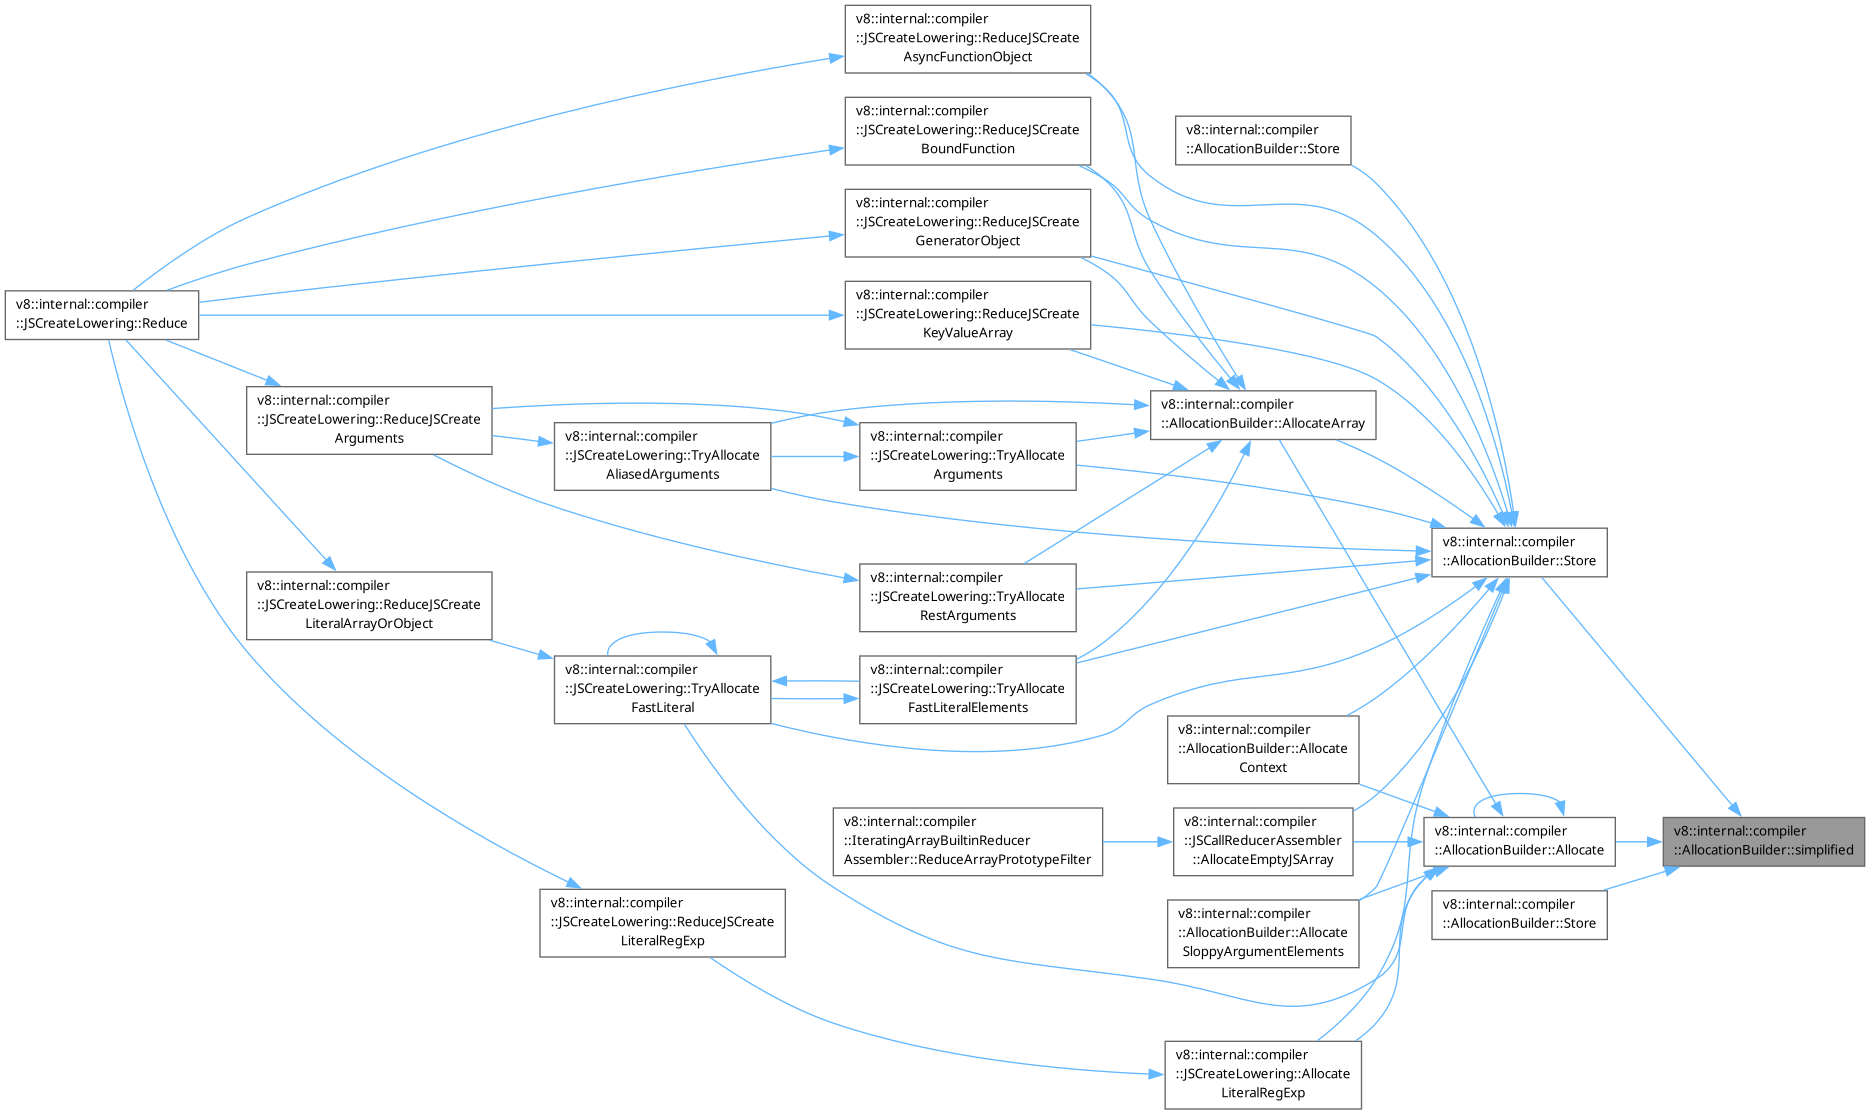 v8::internal::compiler
::JSCreateLowering::ReduceJSCreate
AsyncFunctionObject
v8::internal::compiler
::JSCreateLowering::ReduceJSCreate
BoundFunction
v8::internal::compiler
::AllocationBuilder::Store
v8::internal::compiler
::JSCreateLowering::ReduceJSCreate
GeneratorObject
v8::internal::compiler
::JSCreateLowering::Reduce
v8::internal::compiler
::JSCreateLowering::ReduceJSCreate
KeyValueArray
v8::internal::compiler
::JSCreateLowering::ReduceJSCreate
Arguments
v8::internal::compiler
::JSCreateLowering::TryAllocate
AliasedArguments
v8::internal::compiler
::JSCreateLowering::TryAllocate
Arguments
v8::internal::compiler
::AllocationBuilder::AllocateArray
v8::internal::compiler
::AllocationBuilder::Store
v8::internal::compiler
::JSCreateLowering::ReduceJSCreate
LiteralArrayOrObject
v8::internal::compiler
::JSCreateLowering::TryAllocate
RestArguments
v8::internal::compiler
::JSCreateLowering::TryAllocate
FastLiteral
v8::internal::compiler
::JSCreateLowering::TryAllocate
FastLiteralElements
v8::internal::compiler
::AllocationBuilder::Allocate
Context
v8::internal::compiler
::IteratingArrayBuiltinReducer
Assembler::ReduceArrayPrototypeFilter
v8::internal::compiler
::JSCallReducerAssembler
::AllocateEmptyJSArray
v8::internal::compiler
::AllocationBuilder::Allocate
v8::internal::compiler
::AllocationBuilder::simplified
v8::internal::compiler
::JSCreateLowering::ReduceJSCreate
LiteralRegExp
v8::internal::compiler
::AllocationBuilder::Allocate
SloppyArgumentElements
v8::internal::compiler
::AllocationBuilder::Store
v8::internal::compiler
::JSCreateLowering::Allocate
LiteralRegExp